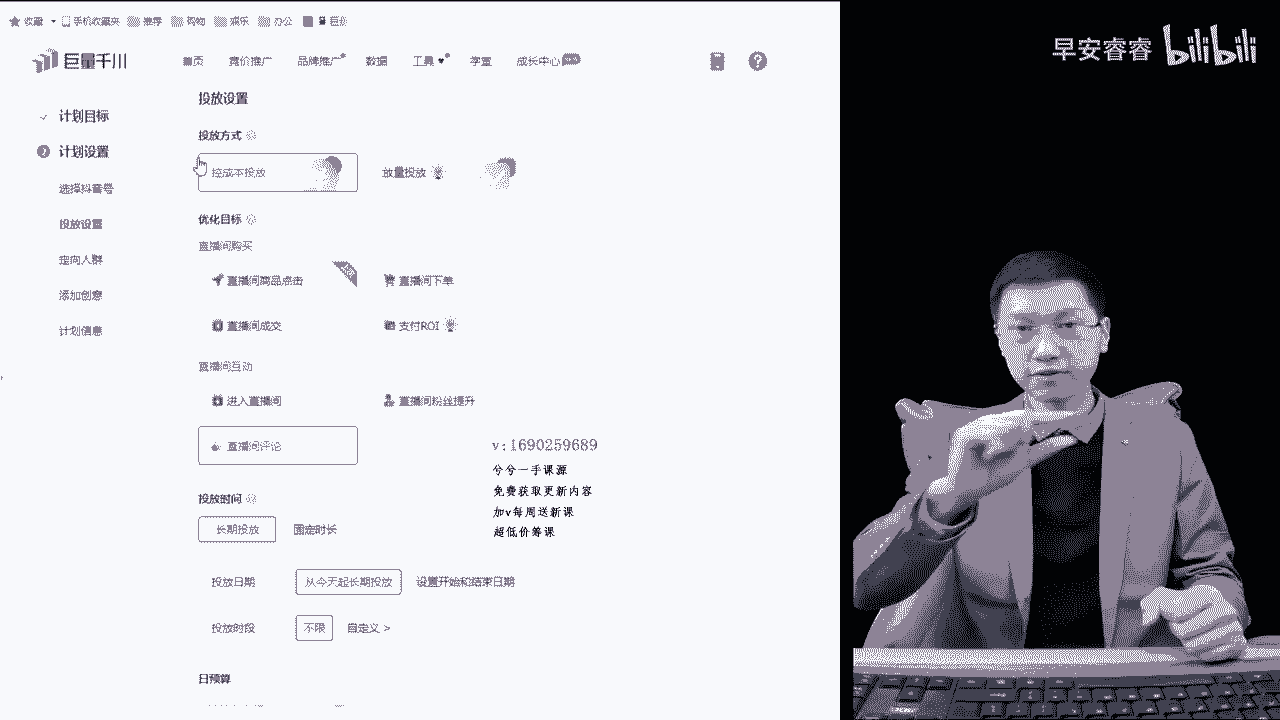 收藏 手机收藏夹 推荐 购物 娱乐 办公 巨量
巨量千川 首页 竞价推广 品牌推广 数据 工具 学堂 成长中心
早安睿睿 bilibili
计划目标
计划设置
选择抖音号
投放设置
定向人群
添加创意
计划信息
投放设置
投放方式
控成本投放 放量投放
优化目标
直播间购买
直播间商品点击 直播间下单
直播间成交 支付ROI
直播间互动
进入直播间 直播间粉丝提升
直播间评论
v:1690259689
兮兮一手课源
免费获取更新内容
加v每周送新课
超低价筹课
投放时间
长期投放 固定时长
投放日期 从今天起长期投放 设置开始和结束日期
投放时段 不限 自定义 >
日预算